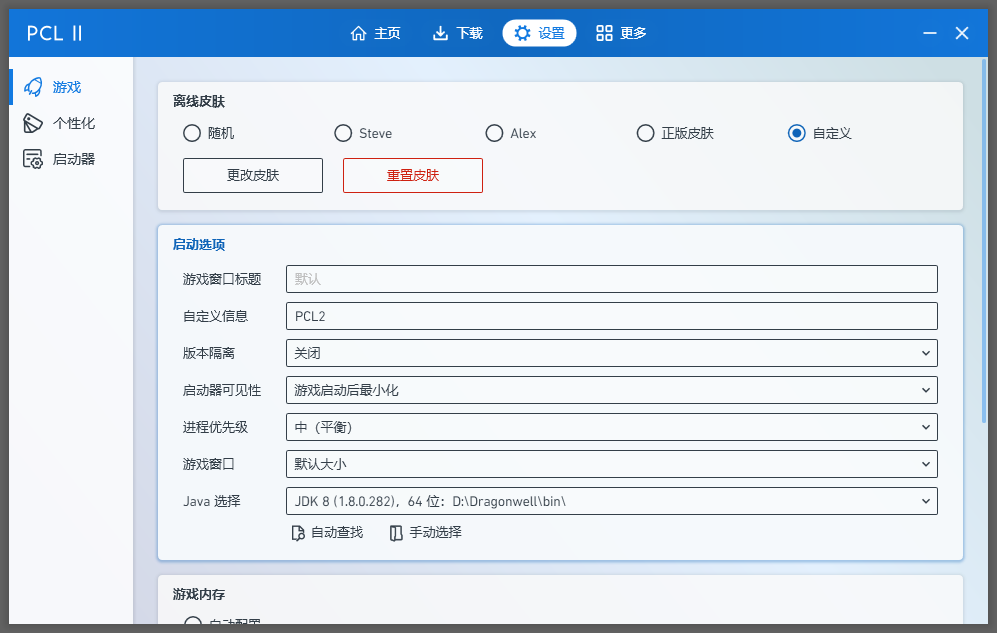 PCL II
主页 下载 设置 更多
游戏
个性化
启动器
离线皮肤
随机 Steve Alex 正版皮肤 自定义
更改皮肤 重置皮肤
启动选项
游戏窗口标题 默认
自定义信息 PCL2
版本隔离 关闭
启动器可见性 游戏启动后最小化
进程优先级 中（平衡）
游戏窗口 默认大小
Java 选择 JDK 8 (1.8.0.282)，64 位：D:\Dragonwell\bin\
自动查找 手动选择
游戏内存
自动配置